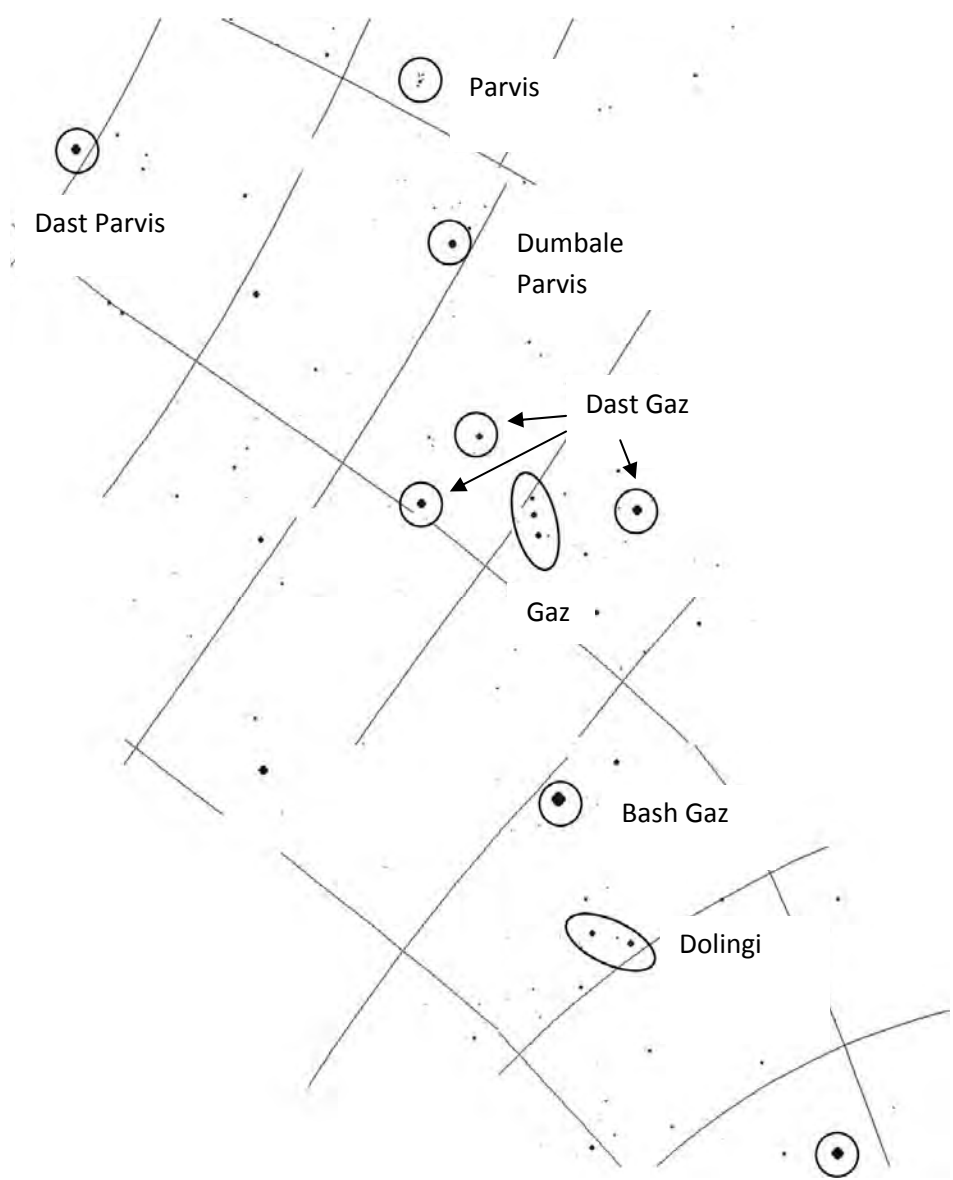 Parvis
Dast Parvis
Dumbale
Parvis
Dast Gaz
Gaz
Bash Gaz
Dolingi